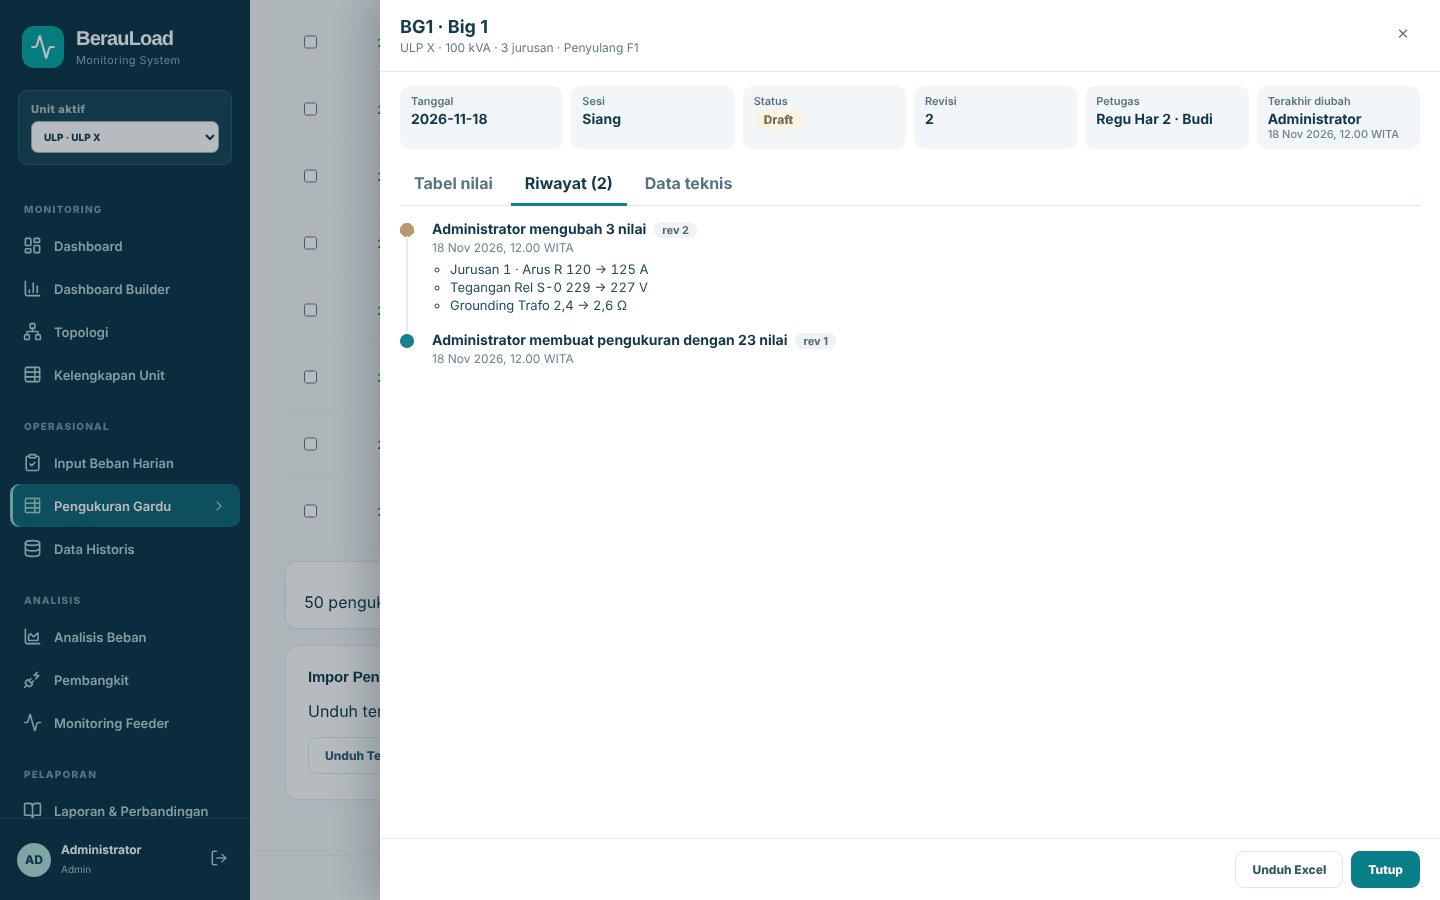 BerauLoad
Monitoring System
Unit aktif
ULP · ULP X
MONITORING
Dashboard
Dashboard Builder
Topologi
Kelengkapan Unit
OPERASIONAL
Input Beban Harian
Pengukuran Gardu
Data Historis
ANALISIS
Analisis Beban
Pembangkit
Monitoring Feeder
PELAPORAN
Laporan & Perbandingan
AD
Administrator
Admin
50 penguk
Impor Pen
Unduh ter
Unduh Te
BG1 · Big 1
ULP X · 100 kVA · 3 jurusan · Penyulang F1
Tanggal
2026-11-18
Sesi
Siang
Status
Draft
Revisi
2
Petugas
Regu Har 2 · Budi
Terakhir diubah
Administrator
18 Nov 2026, 12.00 WITA
Tabel nilai
Riwayat (2)
Data teknis
Administrator mengubah 3 nilai rev 2
18 Nov 2026, 12.00 WITA
Jurusan 1 · Arus R 120 → 125 A
Tegangan Rel S-0 229 → 227 V
Grounding Trafo 2,4 → 2,6 Ω
Administrator membuat pengukuran dengan 23 nilai rev 1
18 Nov 2026, 12.00 WITA
Unduh Excel
Tutup